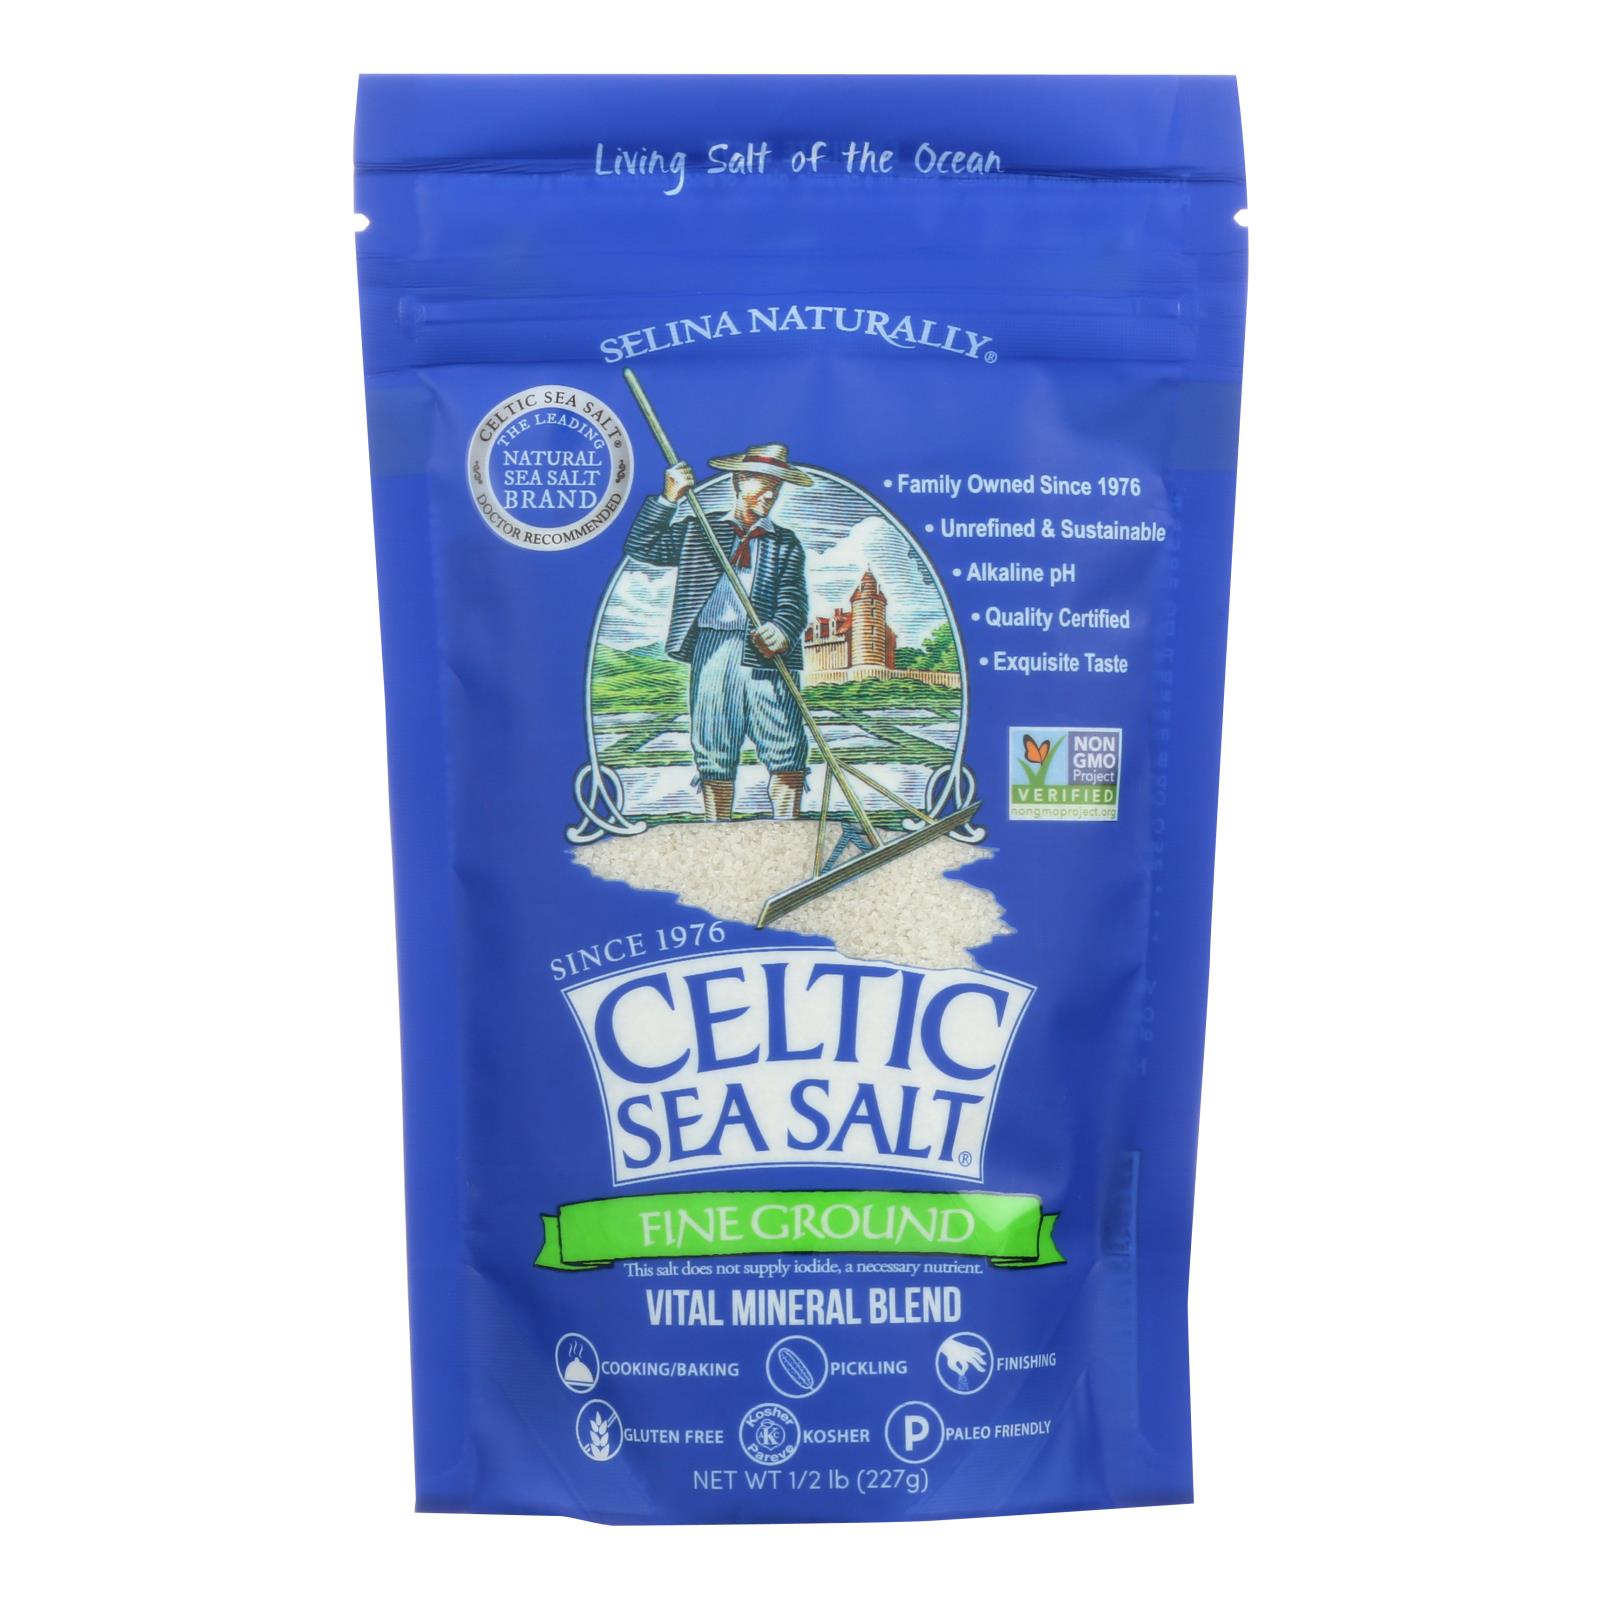 Living Salt of the Ocean
SELINA NATURALLY®
CELTIC SEA SALT®
THE LEADING
NATURAL
SEA SALT
BRAND
DOCTOR RECOMMENDED
• Family Owned Since 1976
• Unrefined & Sustainable
• Alkaline pH
• Quality Certified
• Exquisite Taste
NON
GMO
Project
VERIFIED
nongmoproject.org
SINCE 1976
CELTIC
SEA SALT®
FINE GROUND
This salt does not supply iodide, a necessary nutrient.
VITAL MINERAL BLEND
COOKING/BAKING PICKLING FINISHING
GLUTEN FREE Kosher K Pareve KOSHER P PALEO FRIENDLY
NET WT 1/2 lb (227g)